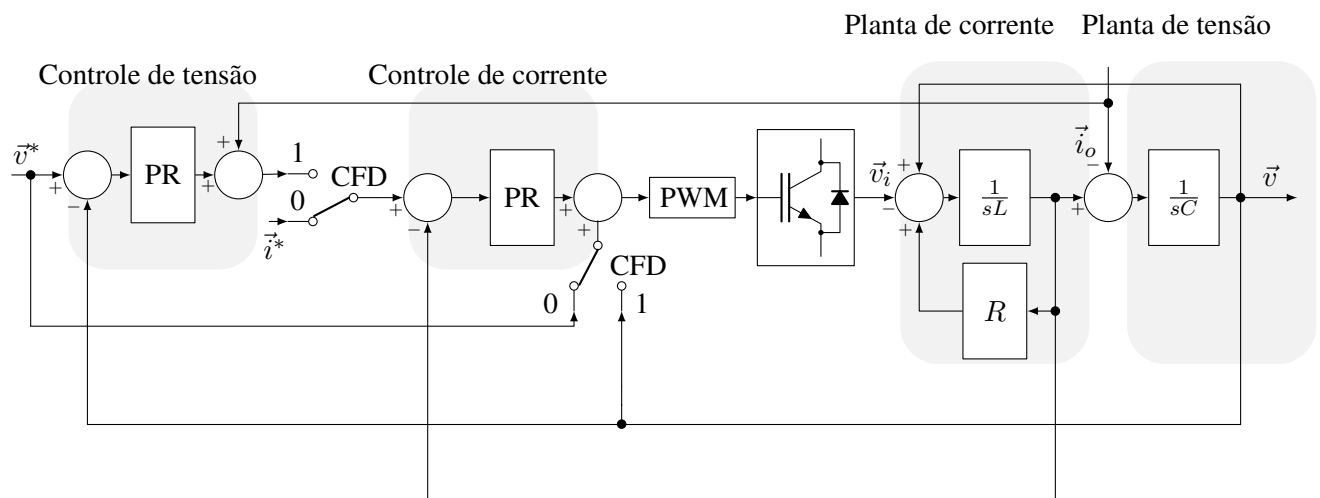 Planta de corrente
Planta de tensão
Controle de tensão
Controle de corrente
+
+
v⃗*
+
−
PR
+
1
0
CFD
i⃗*
+
−
PR
+
CFD
0
1
PWM
v⃗ᵢ
+
−
+
1/sL
R
i⃗ₒ
−
+
1/sC
v⃗